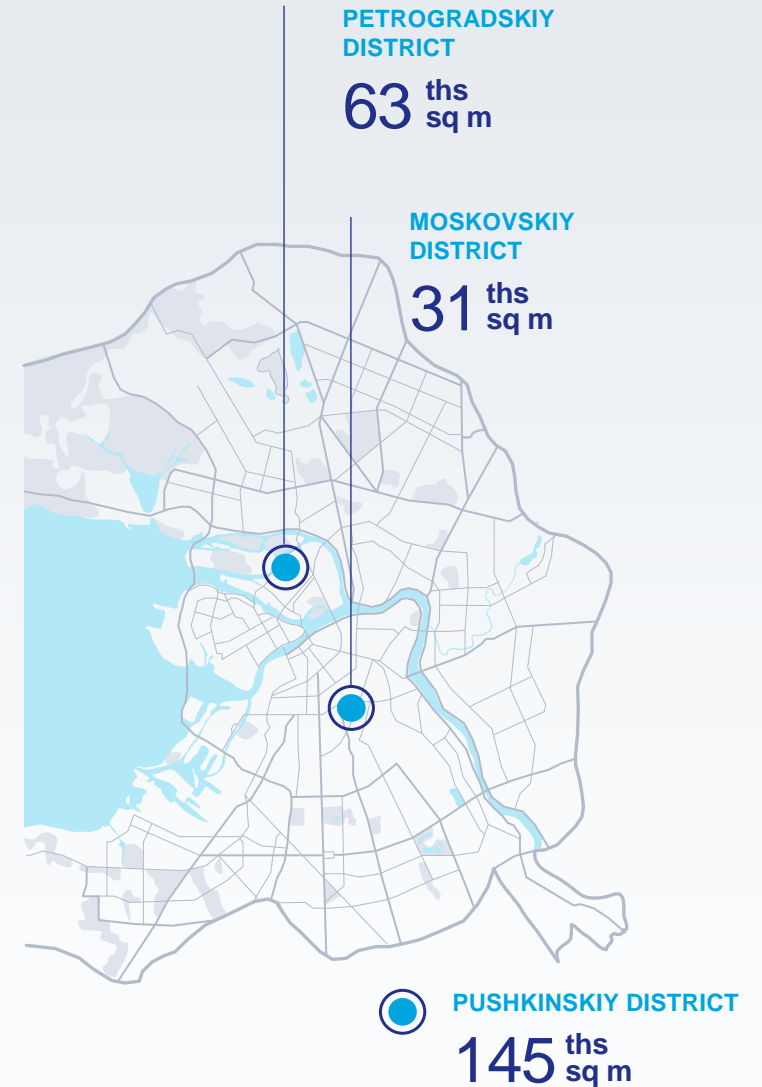 PETROGRADSKIY
DISTRICT
63 ths
sq m
MOSKOVSKIY
DISTRICT
31 ths
sq m
PUSHKINSKIY DISTRICT
145 ths
sq m